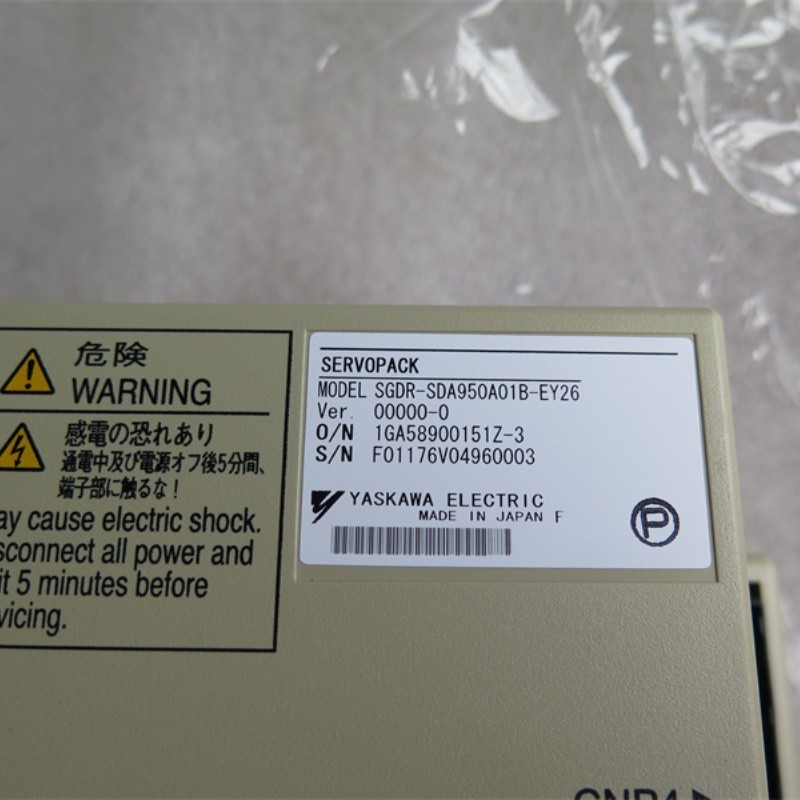 危険
WARNING
感電の恐れあり
通電中及び電源オフ後5分間、
端子部に触るな!
ay cause electric shock.
sconnect all power and
it 5 minutes before
vicing.
SERVOPACK
MODEL SGDR-SDA950A01B-EY26
Ver. 00000-0
O/N 1GA58900151Z-3
S/N F01176V04960003
YASKAWA ELECTRIC
MADE IN JAPAN F
P